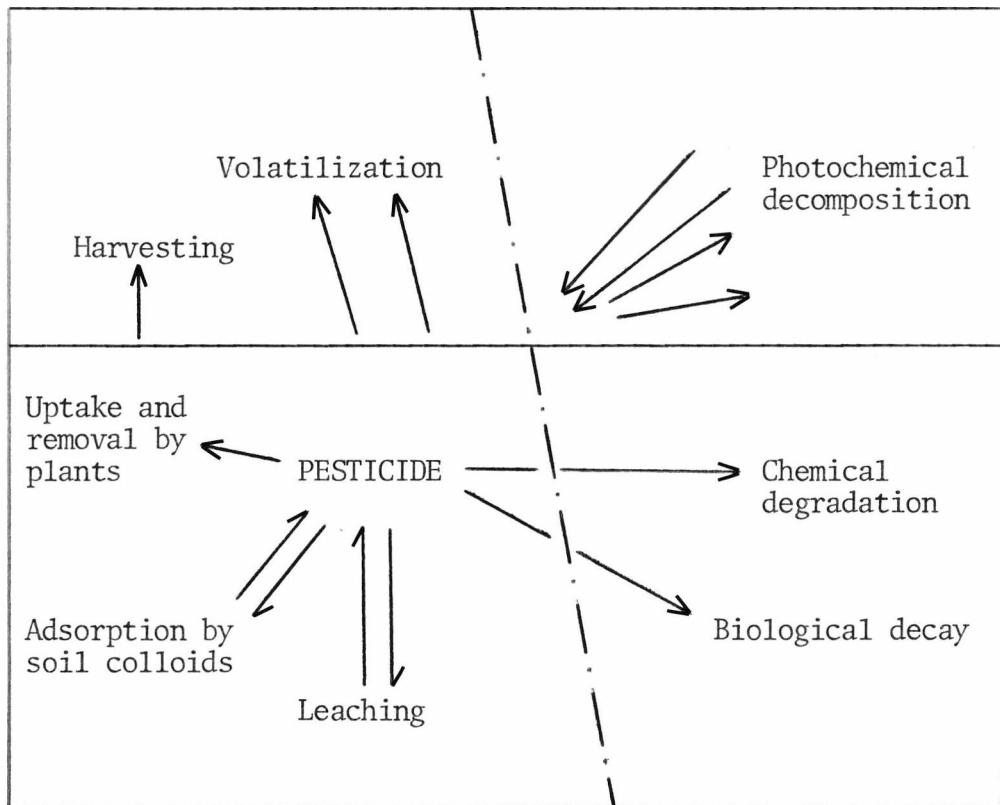 Volatilization
Photochemical
decomposition
Harvesting
Uptake and
removal by
plants
PESTICIDE
Chemical
degradation
Adsorption by
soil colloids
Biological decay
Leaching